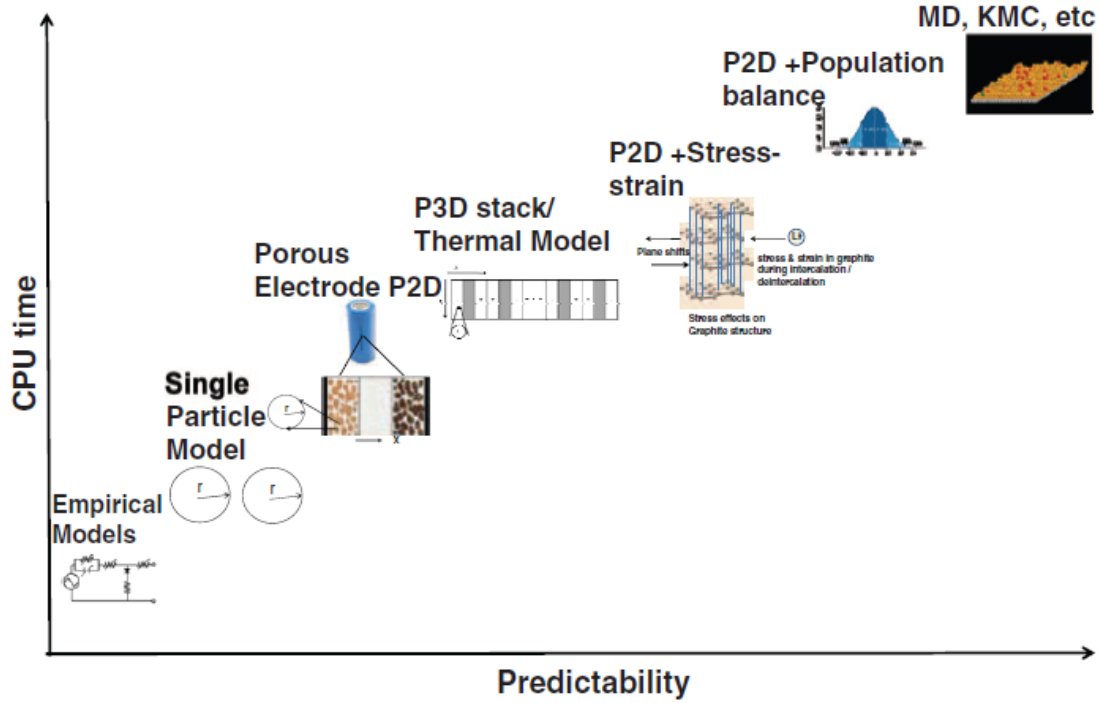 MD, KMC, etc
P2D +Population
balance
P2D +Stress-
strain
Plane shifts
Li
stress & strain in graphite
during intercalation /
deintercalation
Stress effects on
Graphite structure
P3D stack/
Thermal Model
Porous
Electrode P2D
r
x
Single
Particle
Model
r
r
Empirical
Models
CPU time
Predictability